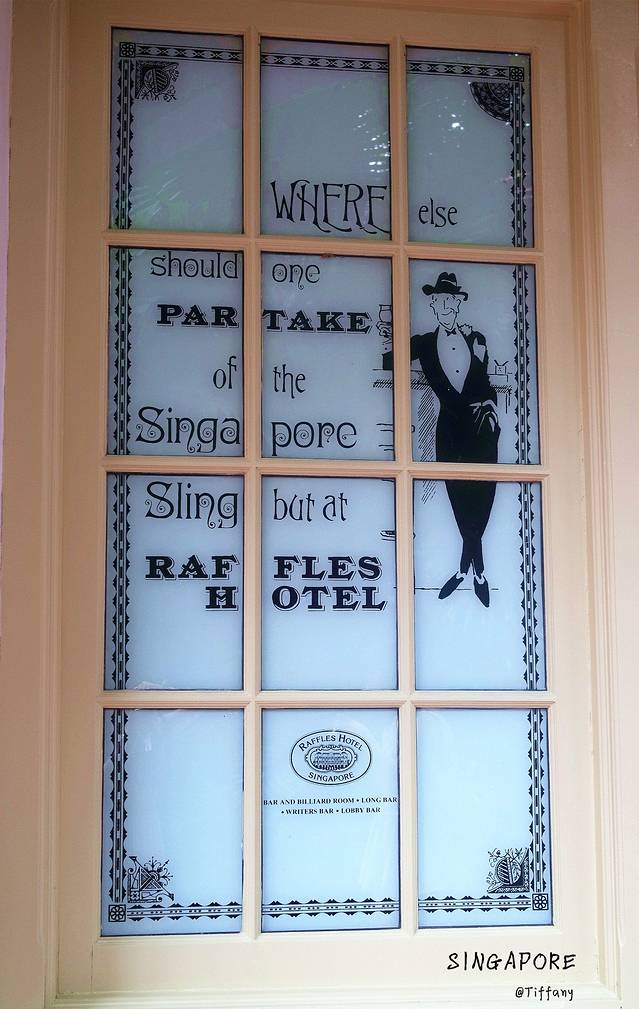 WHERE else
should one
PARTAKE
of the
Singapore
Sling but at
RAFFLES
HOTEL
RAFFLES HOTEL
SINGAPORE
BAR AND BILLIARD ROOM • LONG BAR
• WRITERS BAR • LOBBY BAR
SINGAPORE
@Tiffany